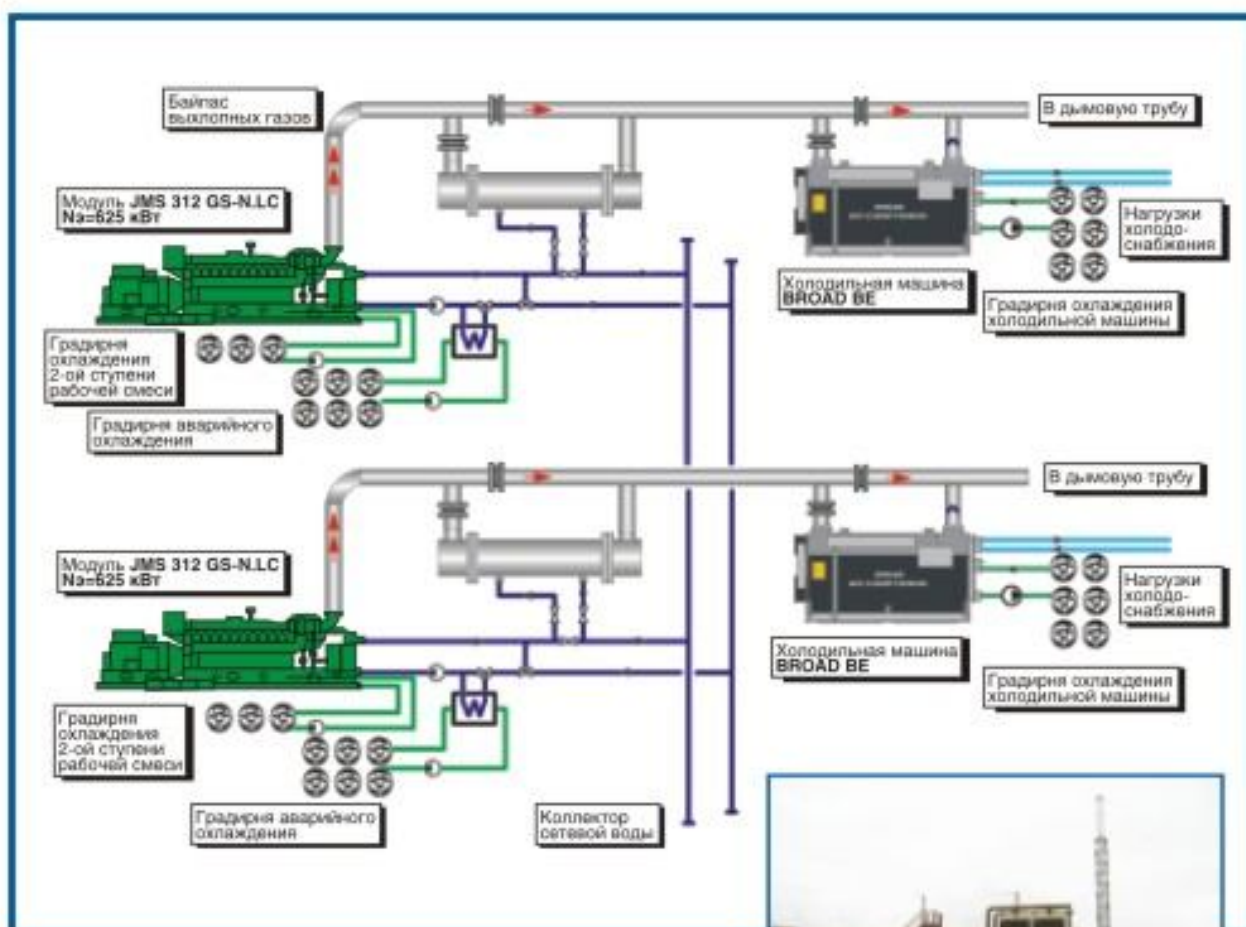 Байпас
выхлопных газов
В дымовую трубу
Модуль JMS 312 GS-N.LC
Nэ=625 кВт
Нагрузки
холодо-
снабжения
Холодильная машина
BROAD BE
Градирня охлаждения
холодильной машины
Градирня
охлаждения
2-ой ступени
рабочей смеси
Градирня аварийного
охлаждения
В дымовую трубу
Модуль JMS 312 GS-N.LC
Nэ=625 кВт
Нагрузки
холодо-
снабжения
Холодильная машина
BROAD BE
Градирня охлаждения
холодильной машины
Градирня
охлаждения
2-ой ступени
рабочей смеси
Градирня аварийного
охлаждения
Коллектор
сетевой воды